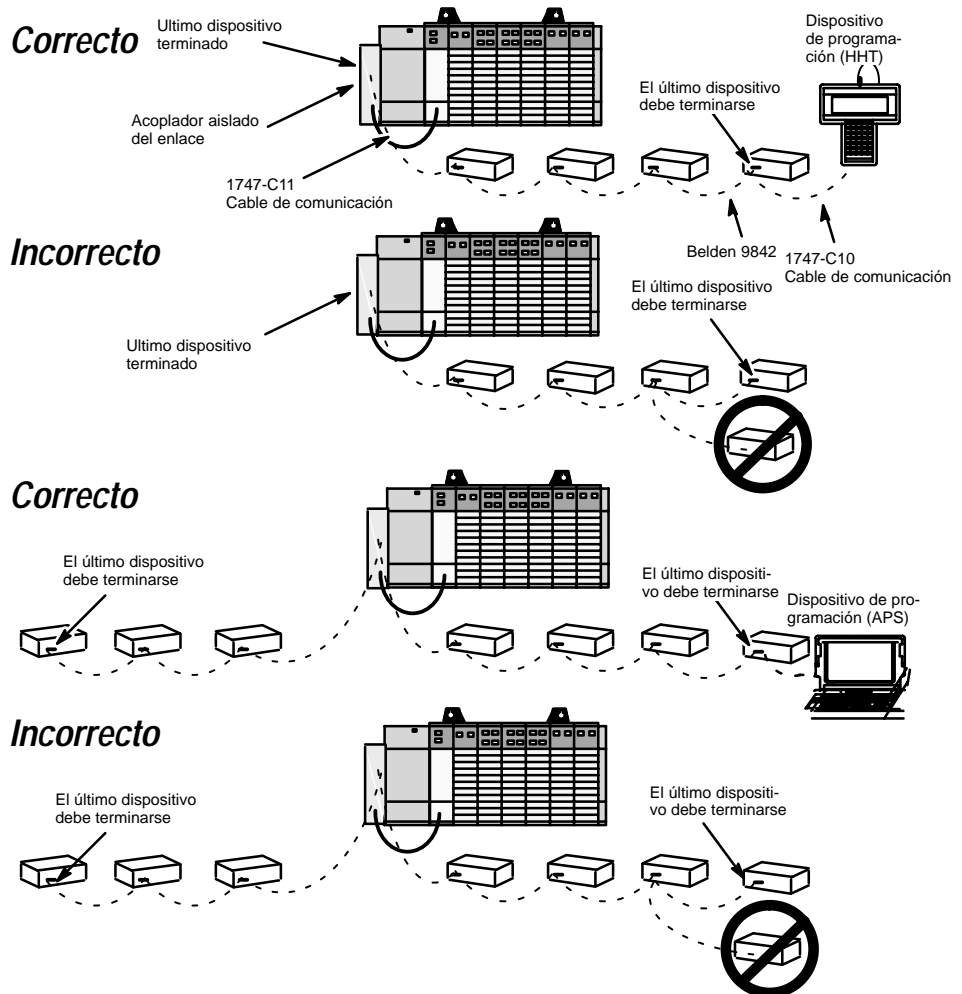 Correcto
Ultimo dispositivo
terminado
Acoplador aislado
del enlace
1747-C11
Cable de comunicación
El último dispositivo
debe terminarse
Dispositivo
de programa-
ción (HHT)
Belden 9842
1747-C10
Cable de comunicación
Incorrecto
Ultimo dispositivo
terminado
El último dispositivo
debe terminarse
Correcto
El último dispositivo
debe terminarse
El último dispositi-
vo debe terminarse
Dispositivo de pro-
gramación (APS)
Incorrecto
El último dispositivo
debe terminarse
El último dispositi-
vo debe terminarse